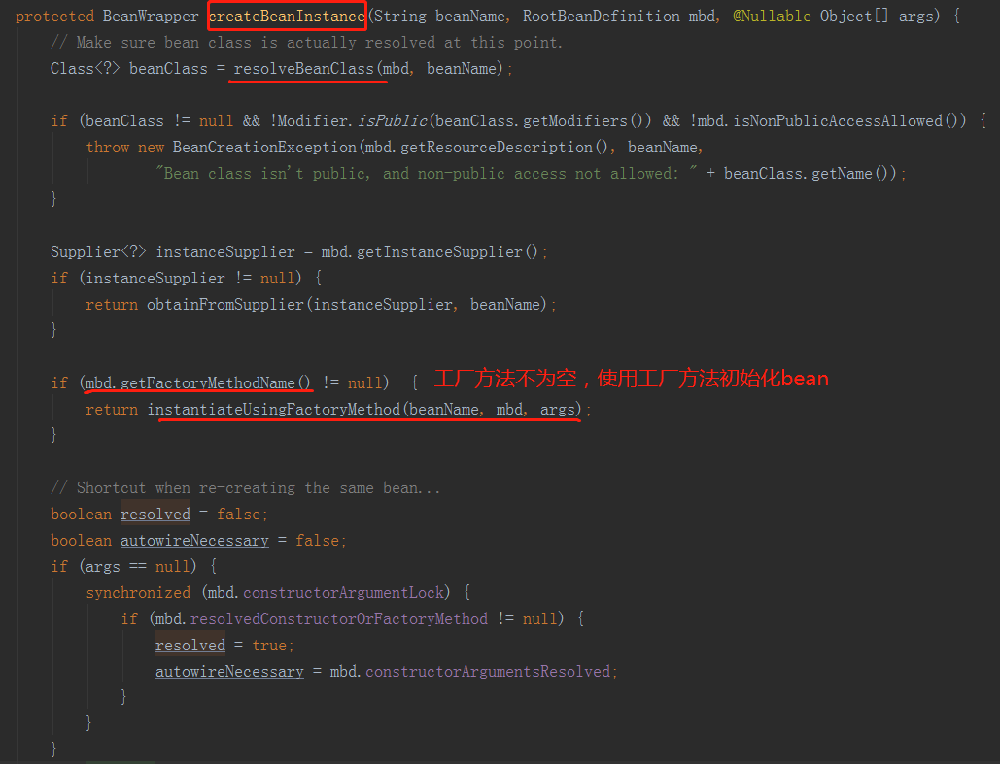 protected BeanWrapper createBeanInstance(String beanName, RootBeanDefinition mbd, @Nullable Object[] args) {
// Make sure bean class is actually resolved at this point.
Class<?> beanClass = resolveBeanClass(mbd, beanName);
if (beanClass != null && !Modifier.isPublic(beanClass.getModifiers()) && !mbd.isNonPublicAccessAllowed()) {
throw new BeanCreationException(mbd.getResourceDescription(), beanName,
"Bean class isn't public, and non-public access not allowed: " + beanClass.getName());
}
Supplier<?> instanceSupplier = mbd.getInstanceSupplier();
if (instanceSupplier != null) {
return obtainFromSupplier(instanceSupplier, beanName);
}
if (mbd.getFactoryMethodName() != null) { 工厂方法不为空，使用工厂方法初始化bean
return instantiateUsingFactoryMethod(beanName, mbd, args);
}
// Shortcut when re-creating the same bean...
boolean resolved = false;
boolean autowireNecessary = false;
if (args == null) {
synchronized (mbd.constructorArgumentLock) {
if (mbd.resolvedConstructorOrFactoryMethod != null) {
resolved = true;
autowireNecessary = mbd.constructorArgumentsResolved;
}
}
}